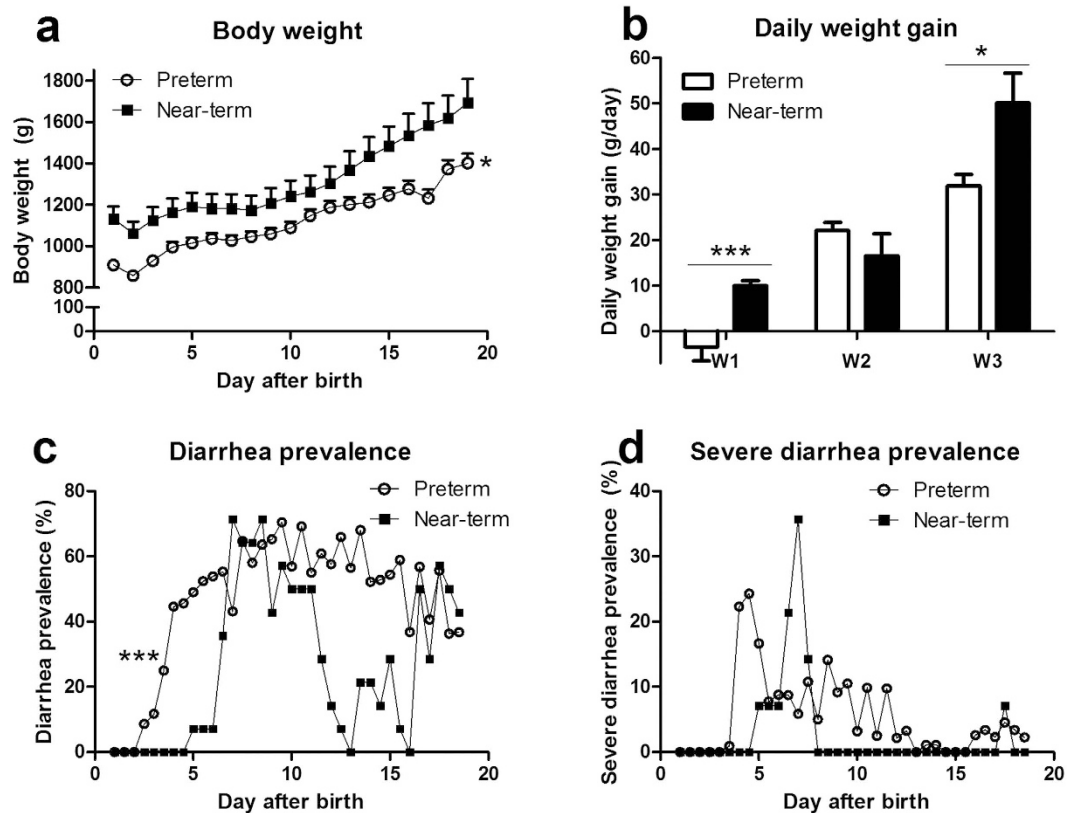 a
Body weight
Preterm
Near-term
Body weight (g)
1800
1600
1400
1200
1000
800
100
0
*
0
5
10
15
20
Day after birth
b
Daily weight gain
Preterm
Near-term
Daily weight gain (g/day)
60
50
40
30
20
10
0
***
*
W1
W2
W3
c
Diarrhea prevalence
Preterm
Near-term
Diarrhea prevalence (%)
80
60
40
20
0
***
0
5
10
15
20
Day after birth
d
Severe diarrhea prevalence
Preterm
Near-term
Severe diarrhea prevalence (%)
40
30
20
10
0
0
5
10
15
20
Day after birth